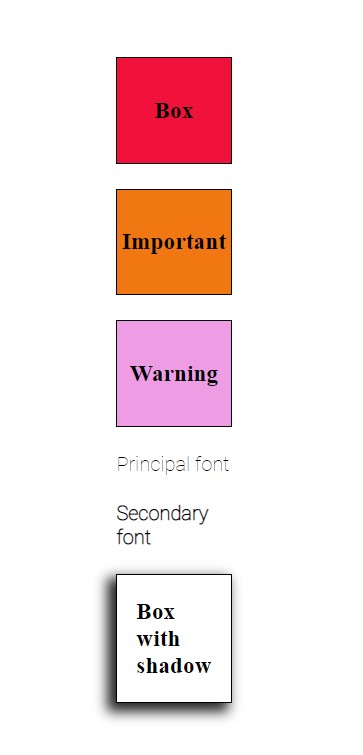 Box
Important
Warning
Principal font
Secondary
font
Box
with
shadow